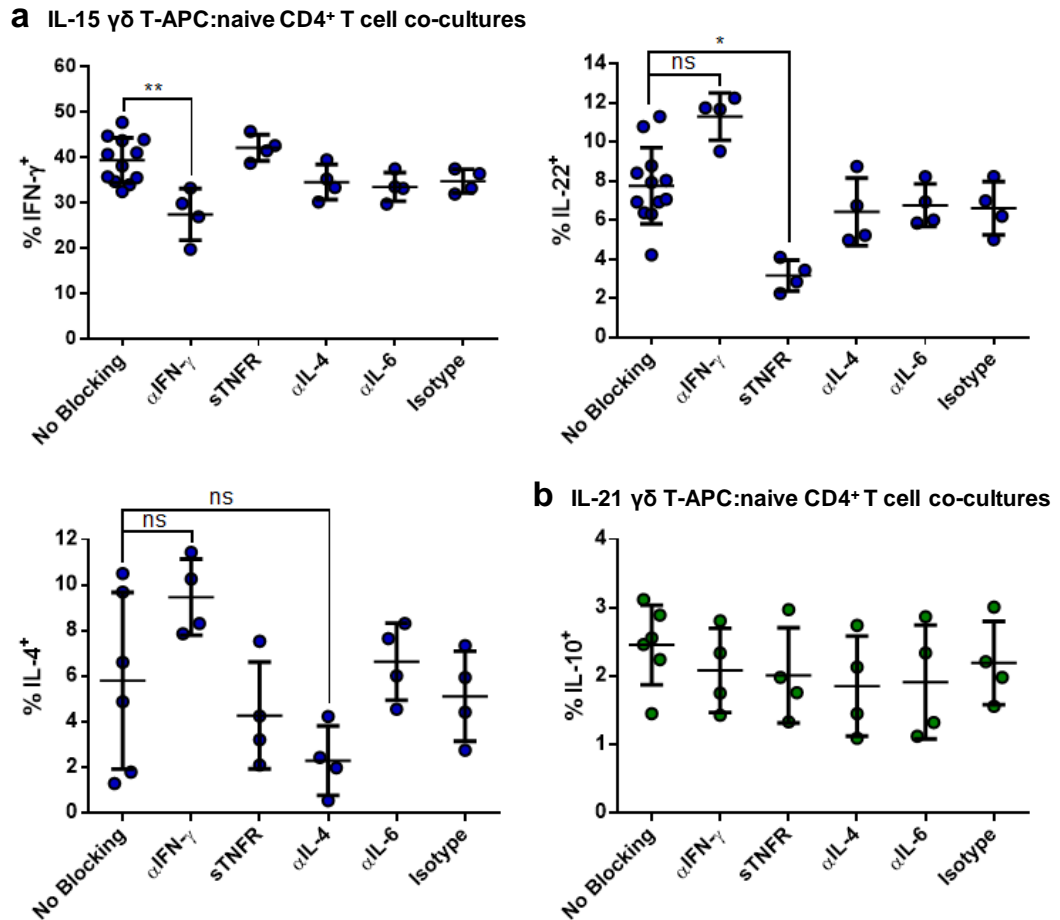 a IL-15 γδ T-APC:naive CD4⁺ T cell co-cultures
% IFN-γ⁺
60
50
40
30
20
10
0
**
No Blocking
αIFN-γ
sTNFR
αIL-4
αIL-6
Isotype
% IL-22⁺
14
12
10
8
6
4
2
0
*
ns
No Blocking
αIFN-γ
sTNFR
αIL-4
αIL-6
Isotype
% IL-4⁺
12
10
8
6
4
2
0
ns
ns
No Blocking
αIFN-γ
sTNFR
αIL-4
αIL-6
Isotype
b IL-21 γδ T-APC:naive CD4⁺ T cell co-cultures
% IL-10⁺
4
3
2
1
0
No Blocking
αIFN-γ
sTNFR
αIL-4
αIL-6
Isotype